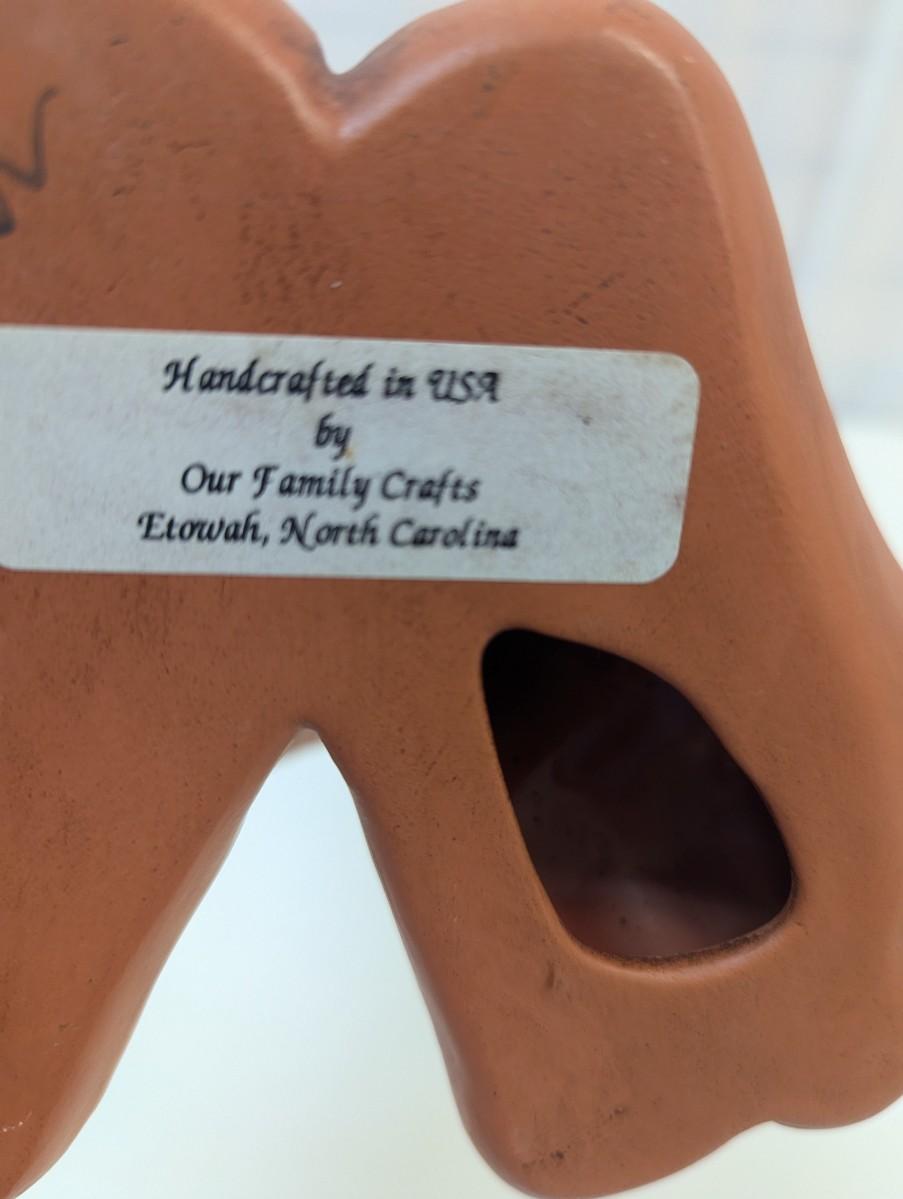 Handcrafted in USA
by
Our Family Crafts
Etowah, North Carolina